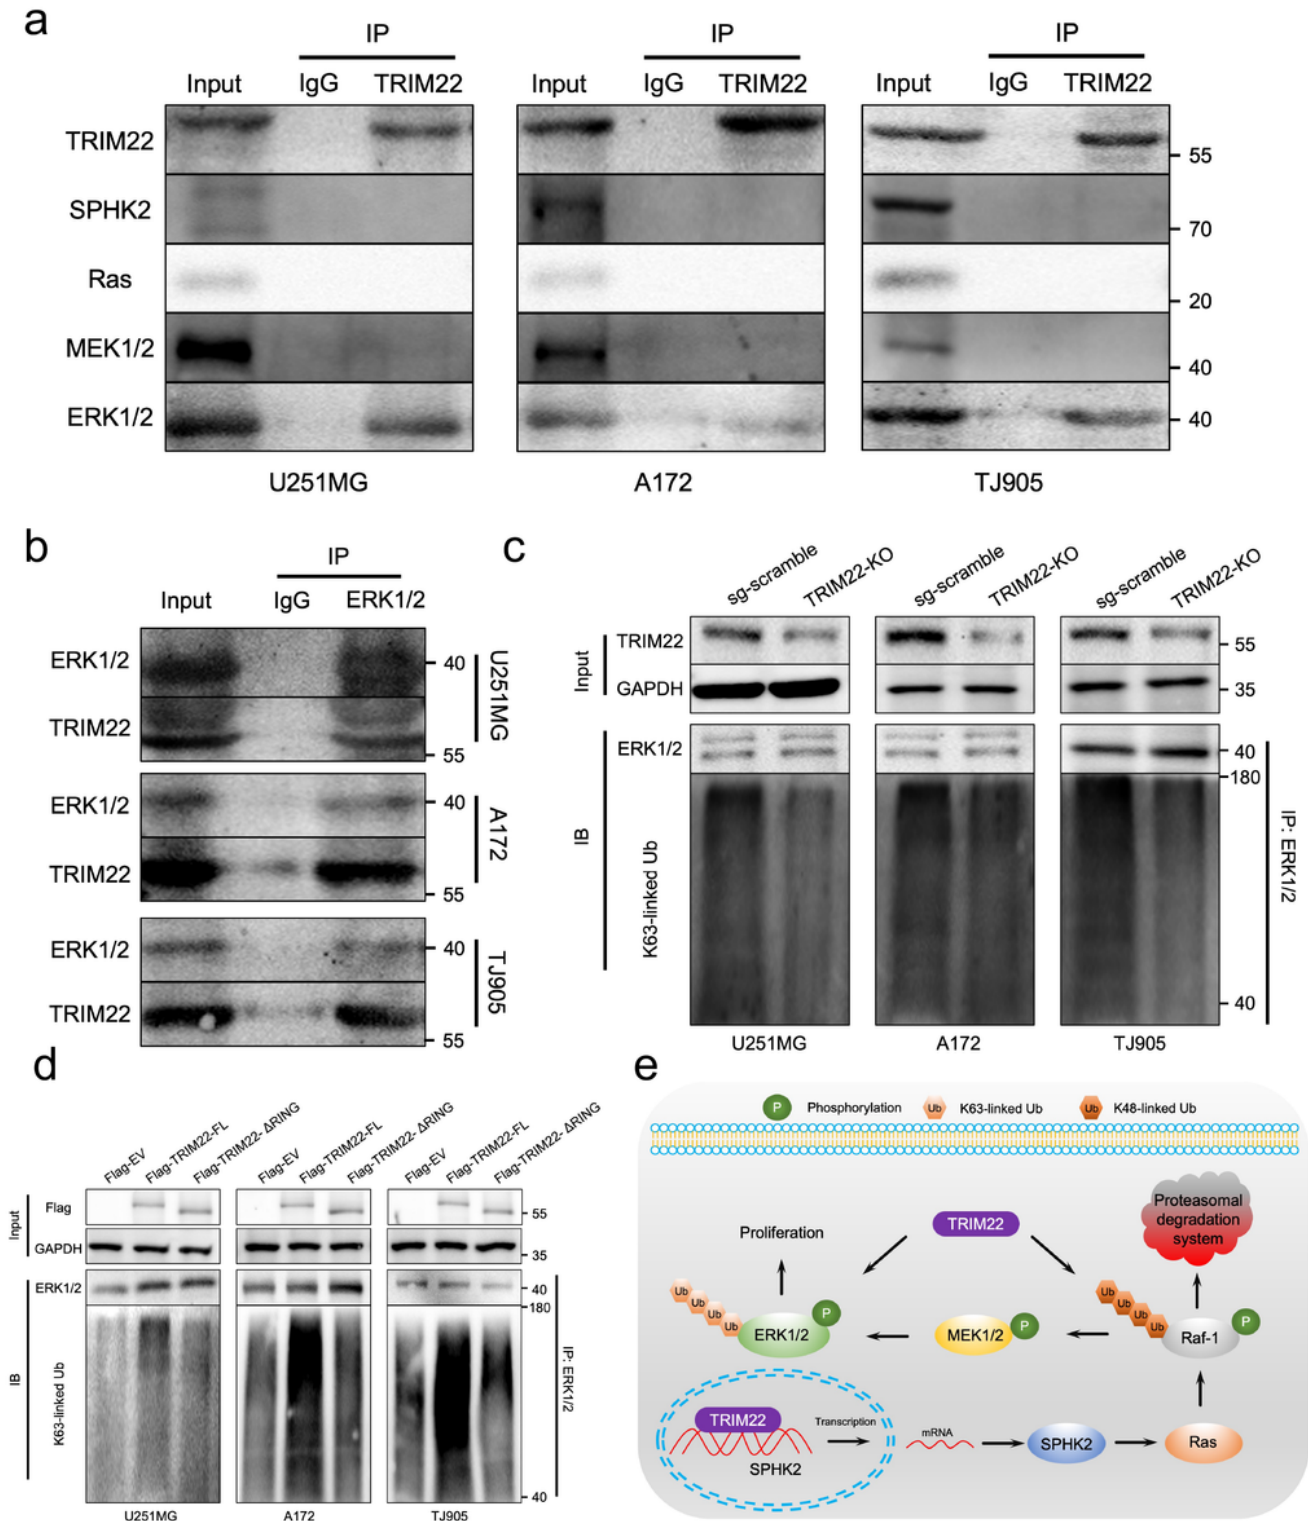 a
IP
IP
IP
Input IgG TRIM22
Input IgG TRIM22
Input IgG TRIM22
TRIM22
55
SPHK2
70
Ras
20
MEK1/2
40
ERK1/2
40
U251MG
A172
TJ905
b
IP
Input IgG ERK1/2
ERK1/2
40
TRIM22
55
U251MG
ERK1/2
40
TRIM22
55
A172
ERK1/2
40
TRIM22
55
TJ905
c
sg-scramble
TRIM22-KO
sg-scramble
TRIM22-KO
sg-scramble
TRIM22-KO
Input
TRIM22
55
GAPDH
35
IB
ERK1/2
40
180
K63-linked Ub
40
IP: ERK1/2
U251MG
A172
TJ905
d
Flag-EV
Flag-TRIM22-FL
Flag-TRIM22- ΔRING
Flag-EV
Flag-TRIM22-FL
Flag-TRIM22- ΔRING
Flag-EV
Flag-TRIM22-FL
Flag-TRIM22- ΔRING
Input
Flag
55
GAPDH
35
IB
ERK1/2
40
180
K63-linked Ub
40
IP: ERK1/2
U251MG
A172
TJ905
e
P Phosphorylation
Ub K63-linked Ub
Ub K48-linked Ub
Proteasomal
degradation
system
TRIM22
Proliferation
Ub
Ub
Ub
Ub
ERK1/2
P
MEK1/2
P
Ub
Ub
Ub
Ub
Raf-1
P
TRIM22
SPHK2
Transcription
mRNA
SPHK2
Ras